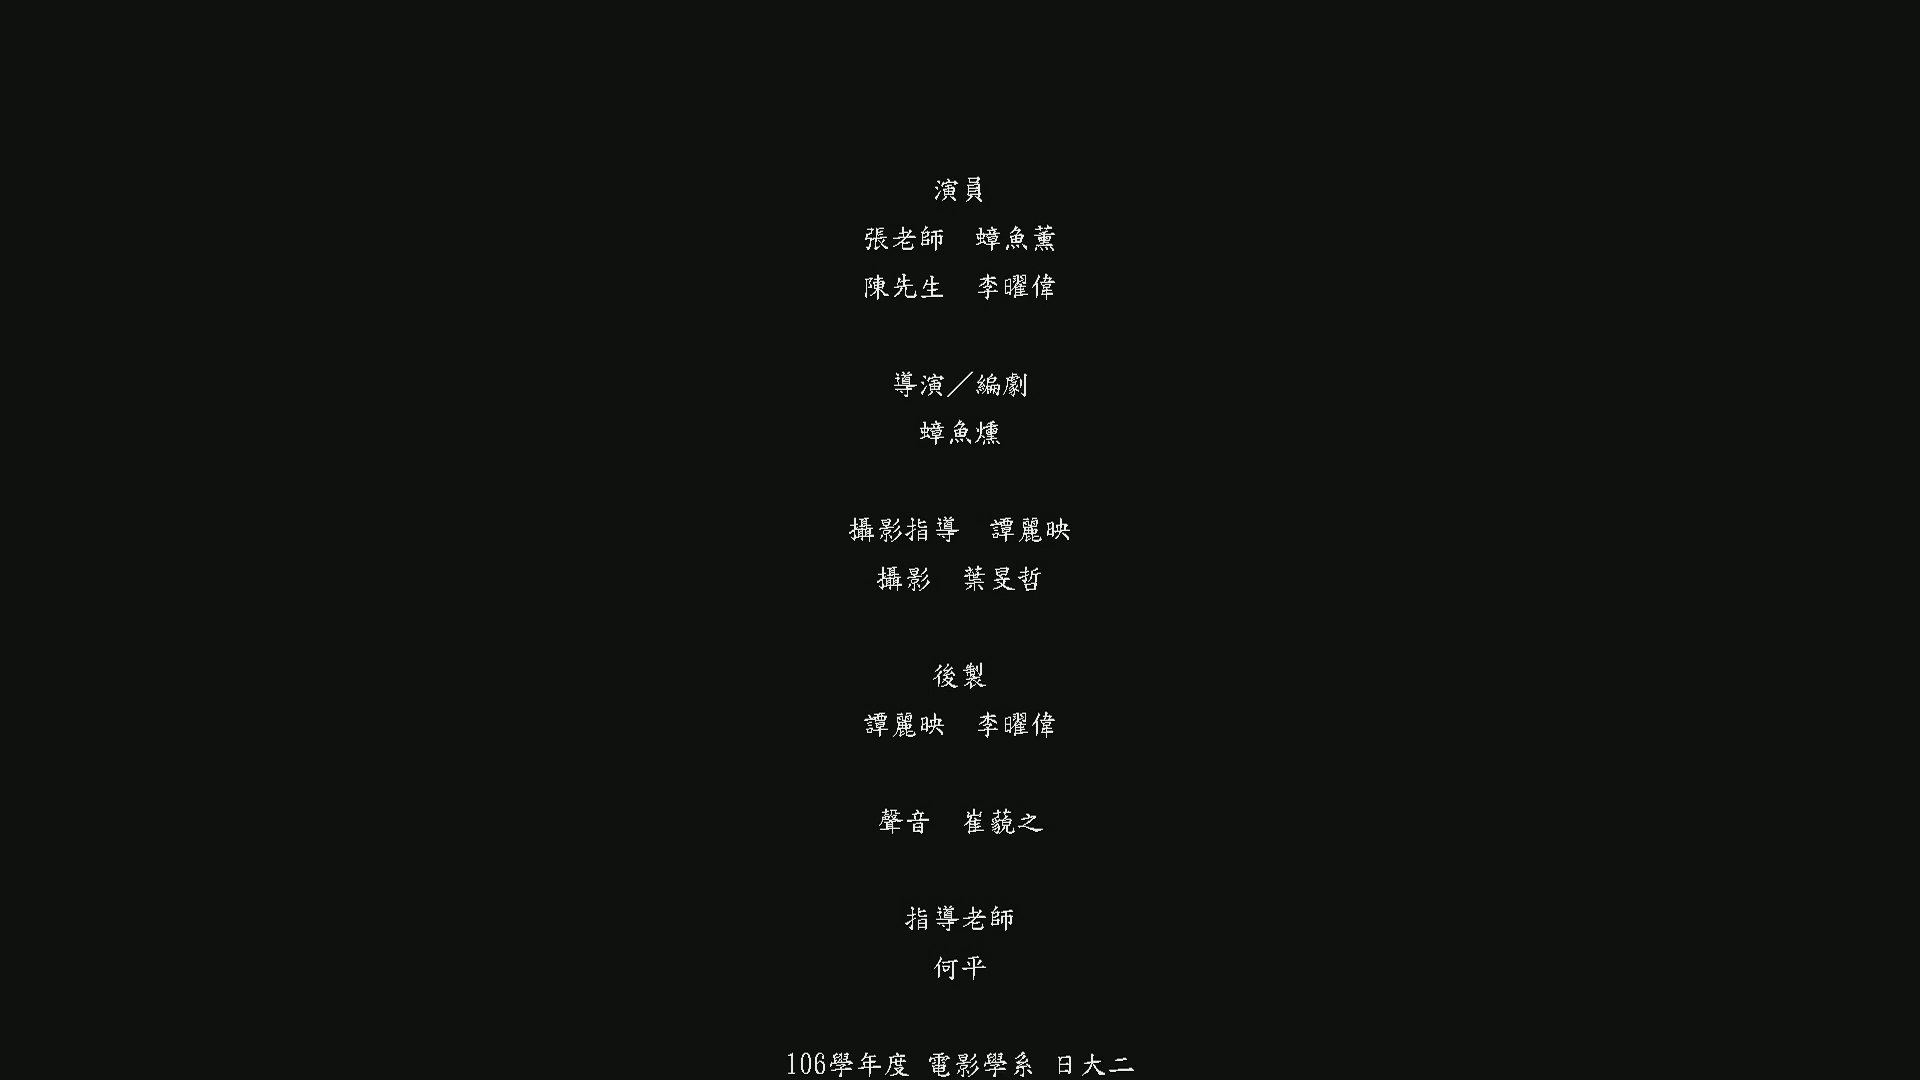 演員
張老師　蟑魚薰
陳先生　李曜偉
導演／編劇
蟑魚燻
攝影指導　譚麗映
攝影　葉旻哲
後製
譚麗映　李曜偉
聲音　崔藐之
指導老師
何平
106學年度 電影學系 日大二